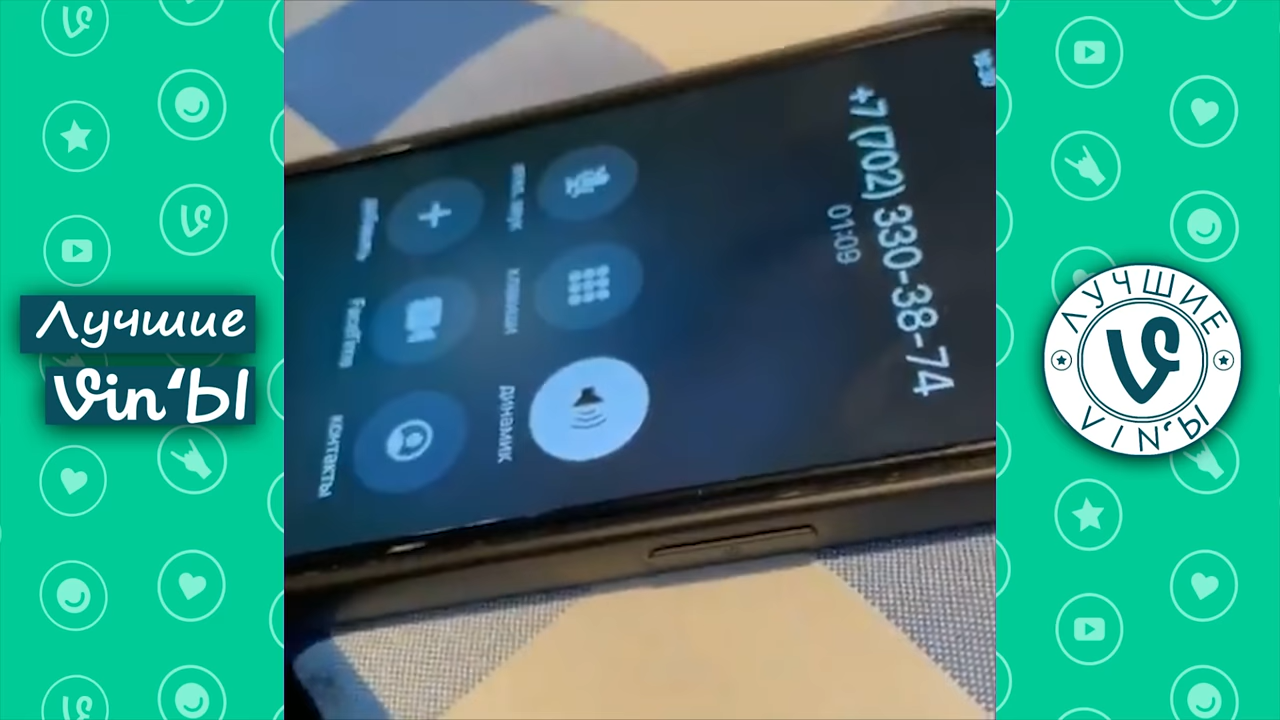 Лучшие
Vin'Ы
+7 (702) 330-38-74
01:09
клавиши
динамик
FaceTime
контакты
ЛУЧШИЕ
VIN'Ы